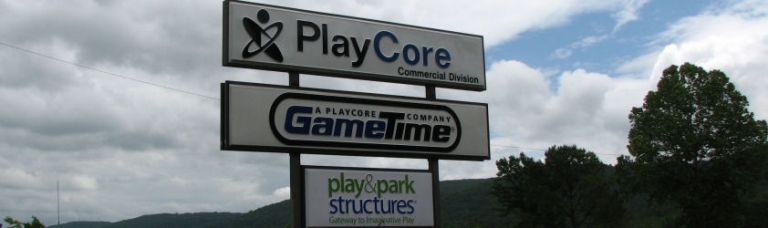 PlayCore
Commercial Division
A PLAYCORE COMPANY
GameTime®
play&park
structures
Gateway to Imaginative Play